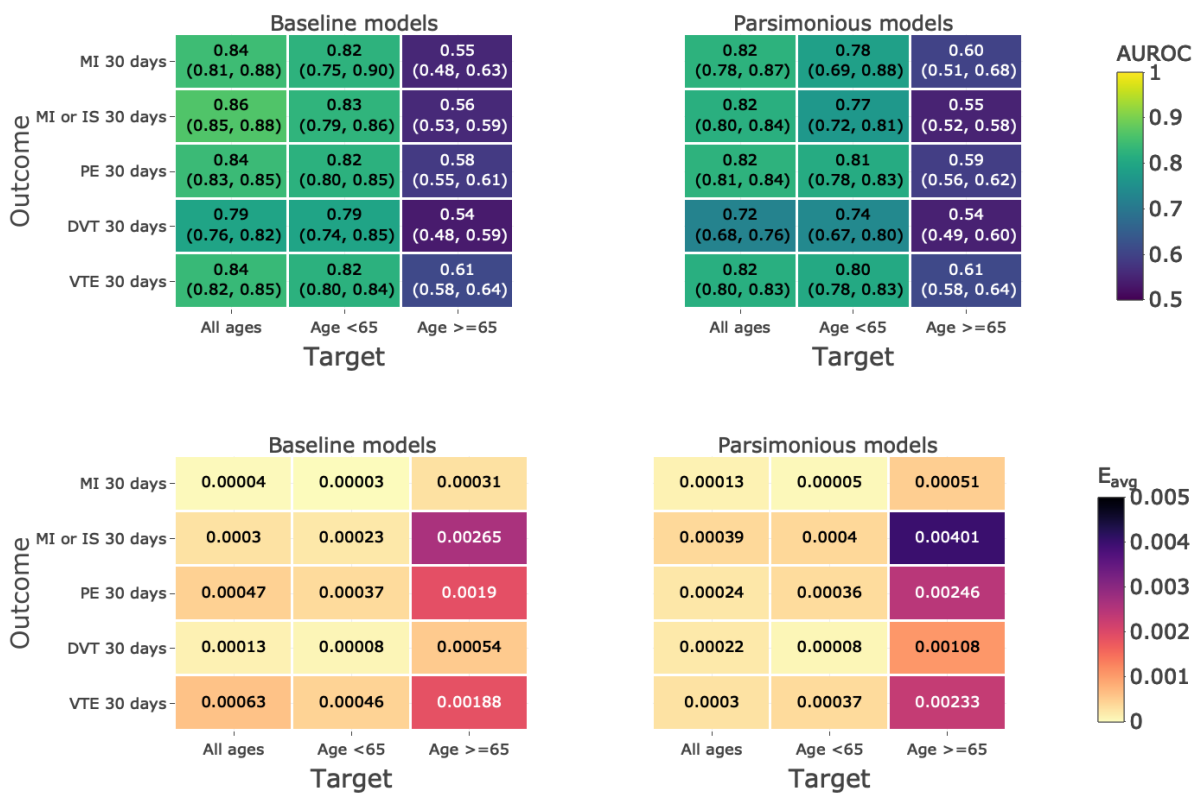 Baseline models
Parsimonious models
AUROC
Outcome
MI 30 days
0.84 0.82 0.55
(0.81, 0.88) (0.75, 0.90) (0.48, 0.63)
0.82 0.78 0.60
(0.78, 0.87) (0.69, 0.88) (0.51, 0.68)
MI or IS 30 days
0.86 0.83 0.56
(0.85, 0.88) (0.79, 0.86) (0.53, 0.59)
0.82 0.77 0.55
(0.80, 0.84) (0.72, 0.81) (0.52, 0.58)
PE 30 days
0.84 0.82 0.58
(0.83, 0.85) (0.80, 0.85) (0.55, 0.61)
0.82 0.81 0.59
(0.81, 0.84) (0.78, 0.83) (0.56, 0.62)
DVT 30 days
0.79 0.79 0.54
(0.76, 0.82) (0.74, 0.85) (0.48, 0.59)
0.72 0.74 0.54
(0.68, 0.76) (0.67, 0.80) (0.49, 0.60)
VTE 30 days
0.84 0.82 0.61
(0.82, 0.85) (0.80, 0.84) (0.58, 0.64)
0.82 0.80 0.61
(0.80, 0.83) (0.78, 0.83) (0.58, 0.64)
All ages Age <65 Age >=65
All ages Age <65 Age >=65
Target
Target
1
0.9
0.8
0.7
0.6
0.5
Baseline models
Parsimonious models
Eavg
Outcome
MI 30 days
0.00004 0.00003 0.00031
0.00013 0.00005 0.00051
MI or IS 30 days
0.0003 0.00023 0.00265
0.00039 0.0004 0.00401
PE 30 days
0.00047 0.00037 0.0019
0.00024 0.00036 0.00246
DVT 30 days
0.00013 0.00008 0.00054
0.00022 0.00008 0.00108
VTE 30 days
0.00063 0.00046 0.00188
0.0003 0.00037 0.00233
All ages Age <65 Age >=65
All ages Age <65 Age >=65
Target
Target
0.005
0.004
0.003
0.002
0.001
0